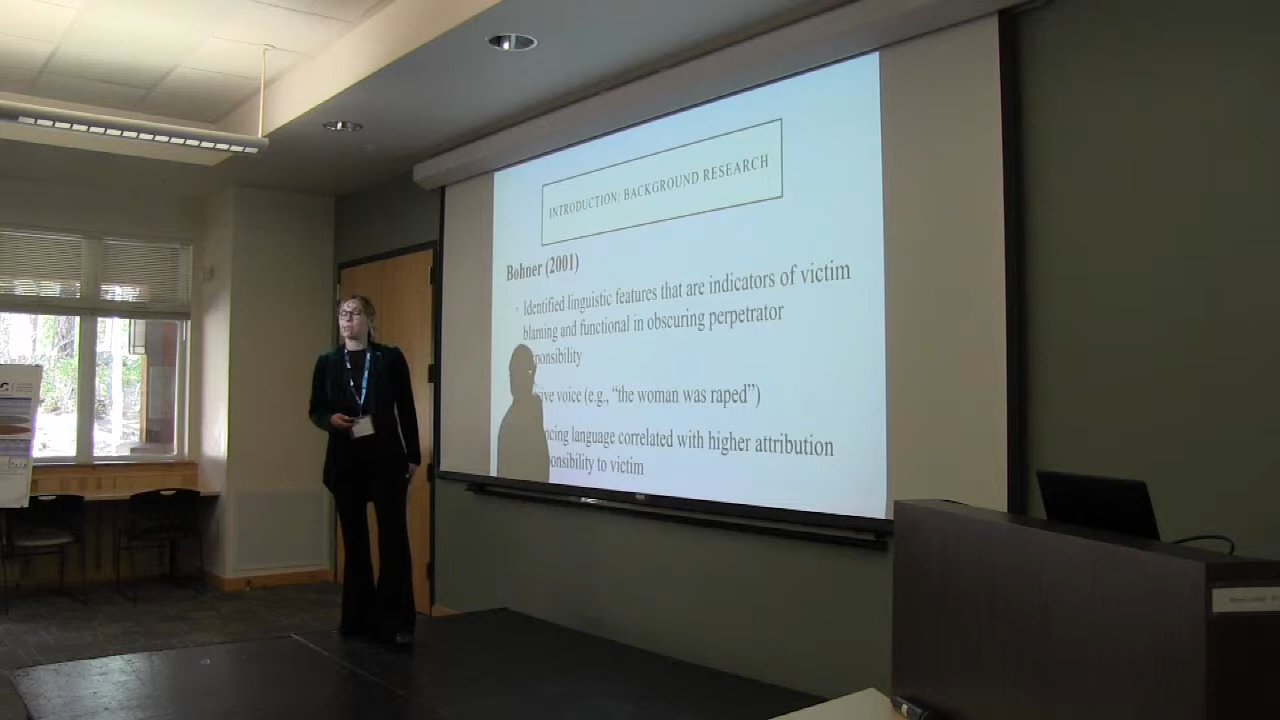 INTRODUCTION: BACKGROUND RESEARCH
Bohner (2001)
· Identified linguistic features that are indicators of victim
blaming and functional in obscuring perpetrator
ponsibility
ive voice (e.g., “the woman was raped”)
ncing language correlated with higher attribution
ponsibility to victim